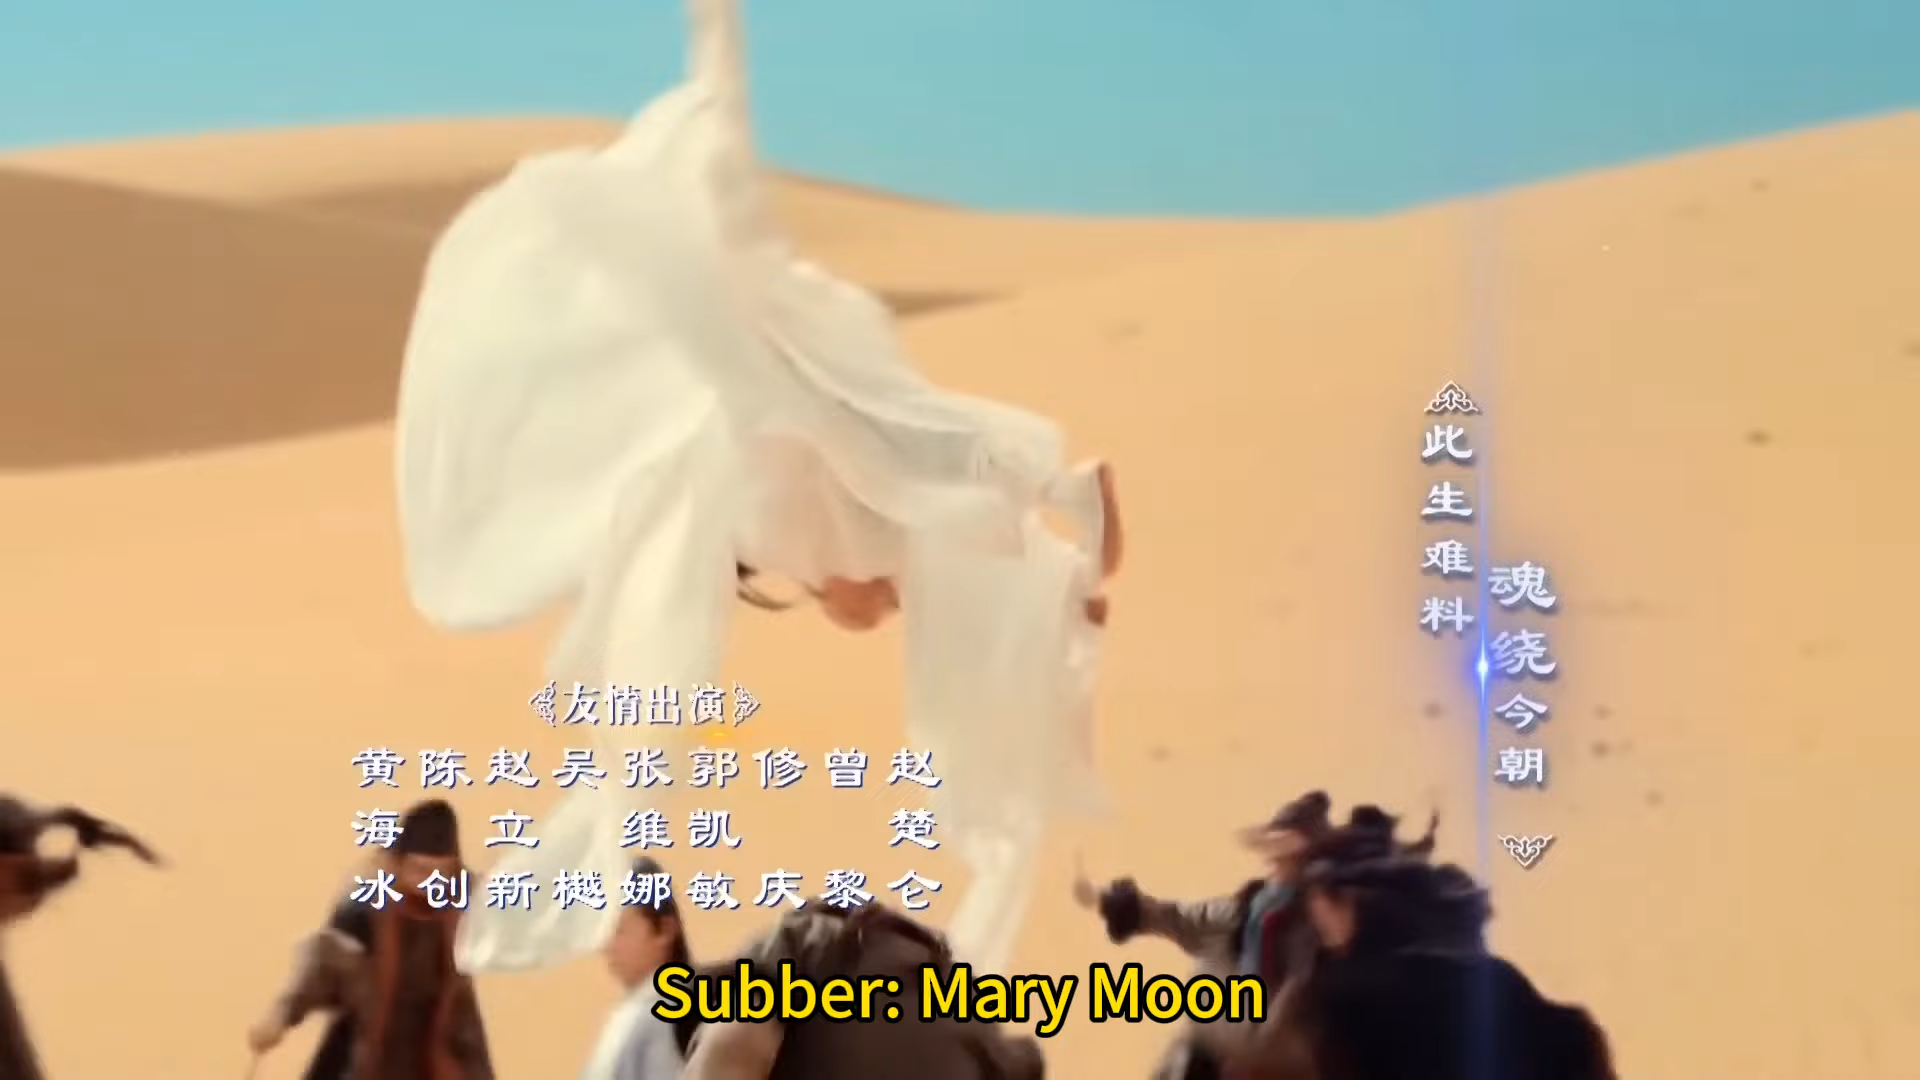 友情出演
黄海冰
陈创
赵立新
吴樾
张维娜
郭凯敏
修庆
曾黎
赵楚仑
此生难料
魂绕今朝
Subber: Mary Moon